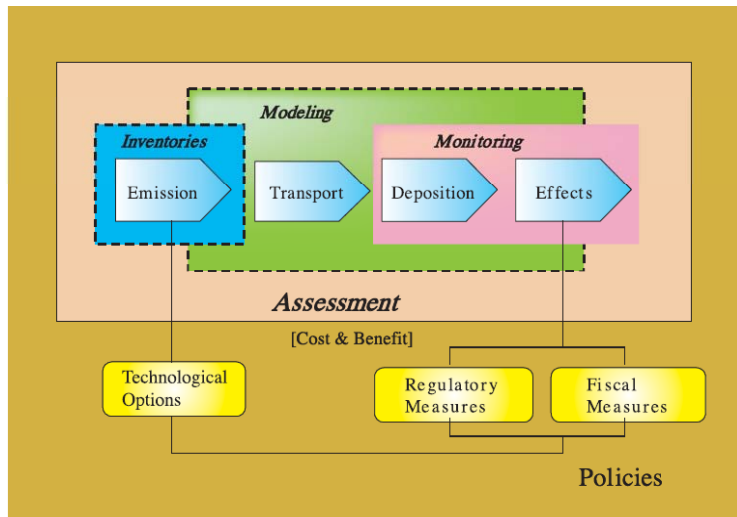 Modeling
Inventories
Monitoring
Emission
Transport
Deposition
Effects
Assessment
[Cost & Benefit]
Technological
Options
Regulatory
Measures
Fiscal
Measures
Policies